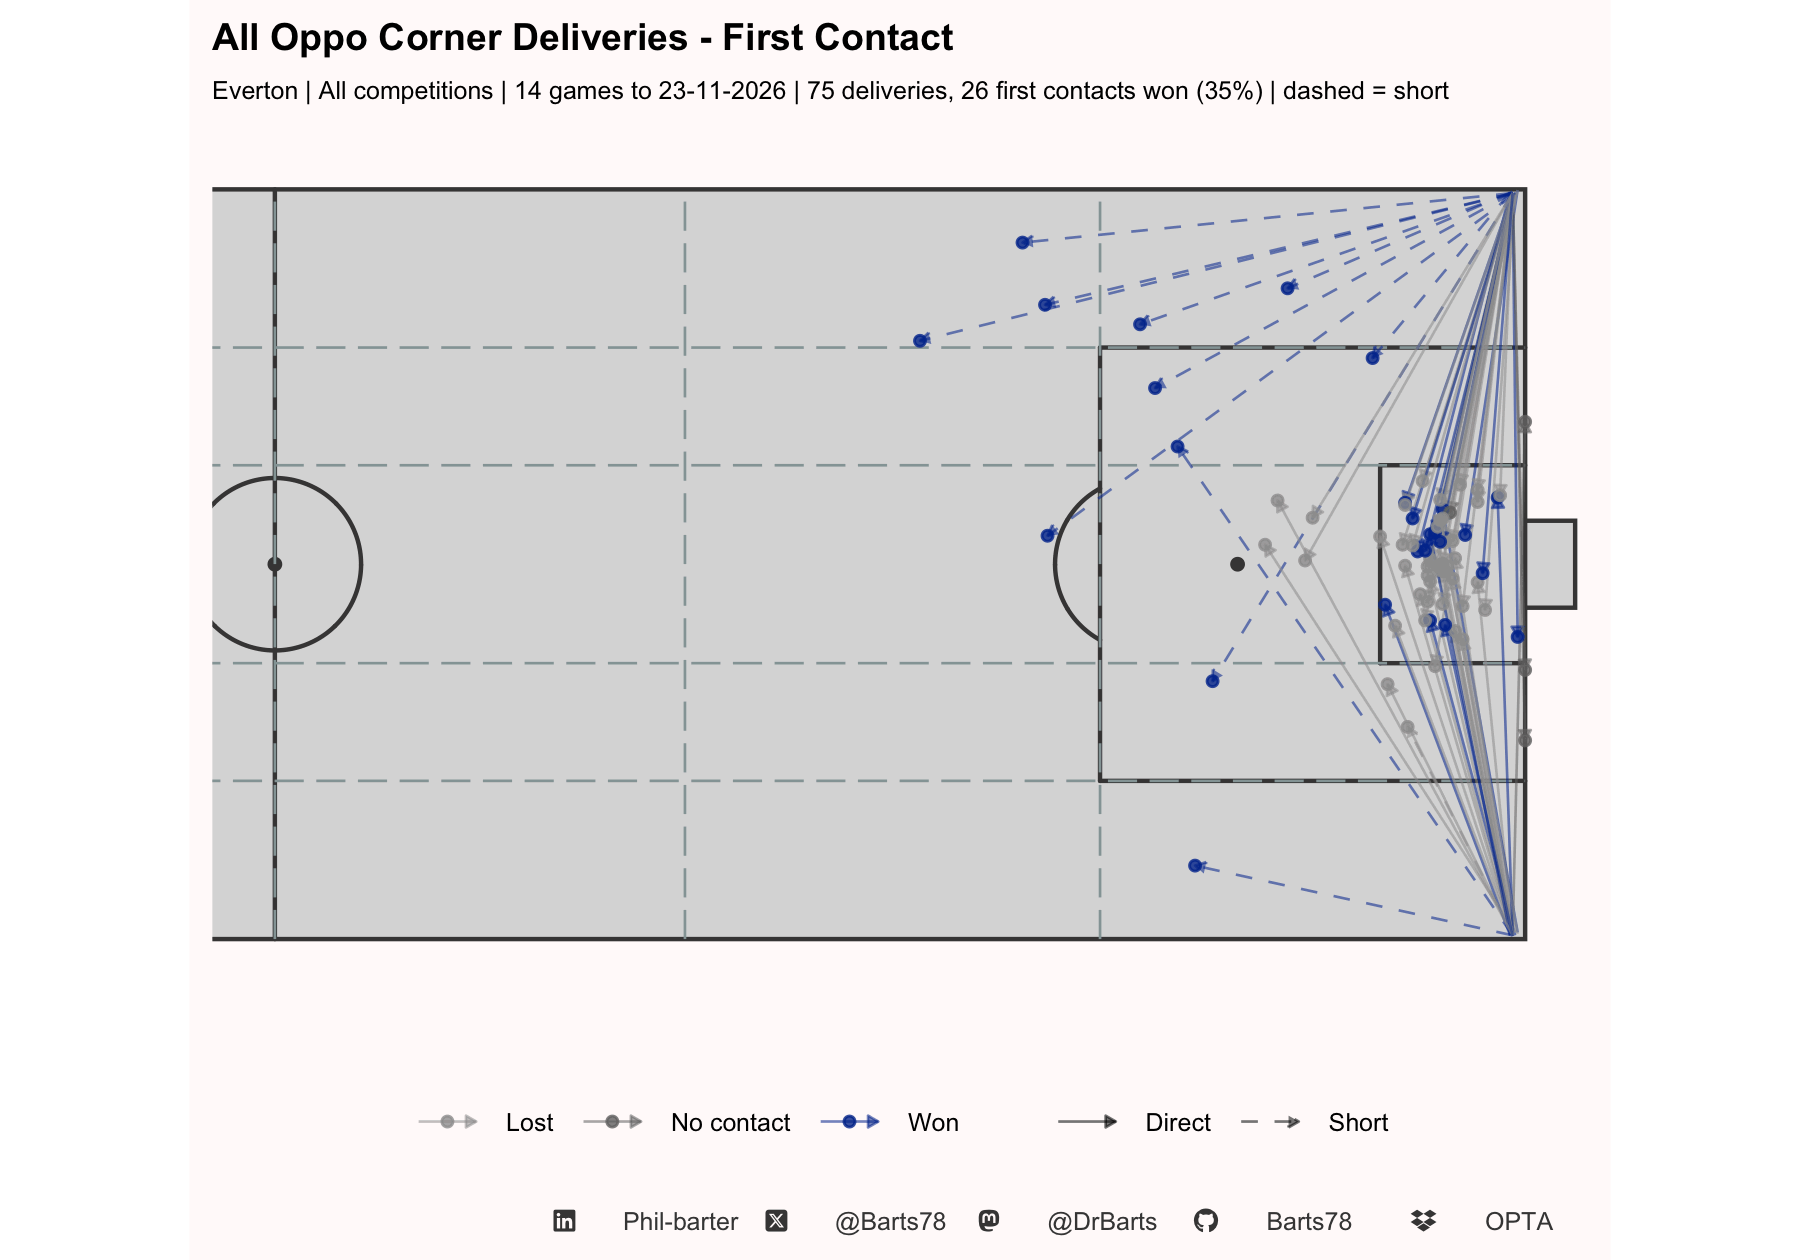 All Oppo Corner Deliveries - First Contact
Everton | All competitions | 14 games to 23-11-2026 | 75 deliveries, 26 first contacts won (35%) | dashed = short
Lost No contact Won Direct Short
Phil-barter @Barts78 @DrBarts Barts78 OPTA